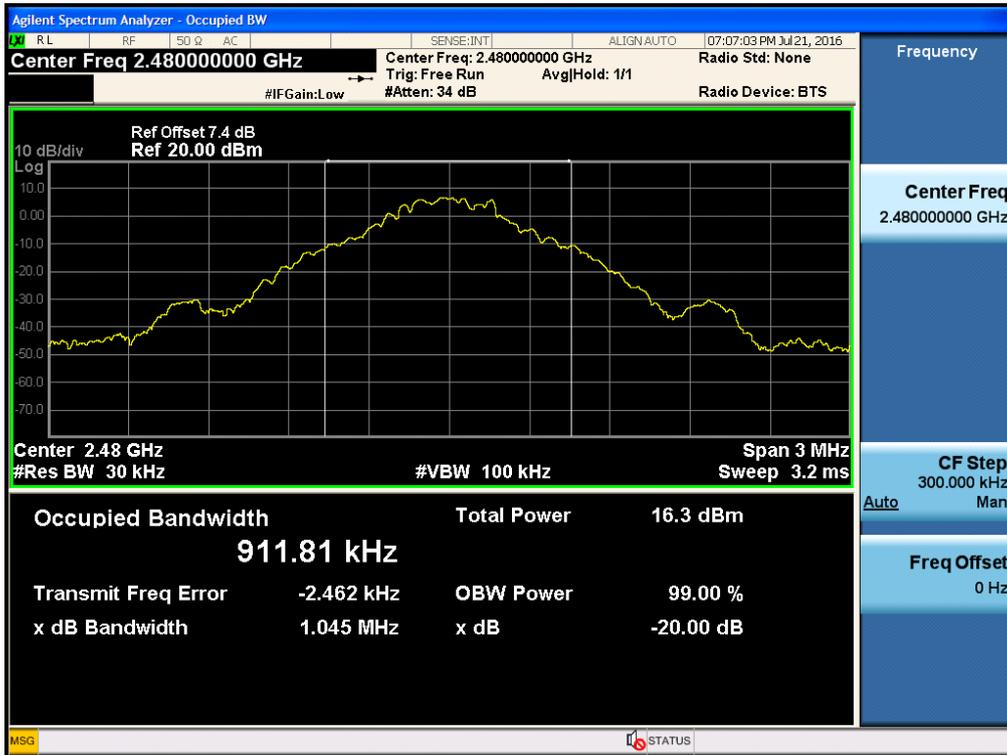 Agilent Spectrum Analyzer - Occupied BW
LXI RL RF 50 Ω AC SENSE:INT ALIGN AUTO 07:07:03 PM Jul 21, 2016
Center Freq 2.480000000 GHz
Center Freq: 2.480000000 GHz Radio Std: None
Trig: Free Run Avg|Hold: 1/1
#IFGain:Low #Atten: 34 dB Radio Device: BTS
Ref Offset 7.4 dB
10 dB/div Ref 20.00 dBm
Log
10.0
0.00
-10.0
-20.0
-30.0
-40.0
-50.0
-60.0
-70.0
Center 2.48 GHz Span 3 MHz
#Res BW 30 kHz #VBW 100 kHz Sweep 3.2 ms
Occupied Bandwidth Total Power 16.3 dBm
911.81 kHz
Transmit Freq Error -2.462 kHz OBW Power 99.00 %
x dB Bandwidth 1.045 MHz x dB -20.00 dB
MSG STATUS
Frequency
Center Freq
2.480000000 GHz
CF Step
300.000 kHz
Auto Man
Freq Offset
0 Hz